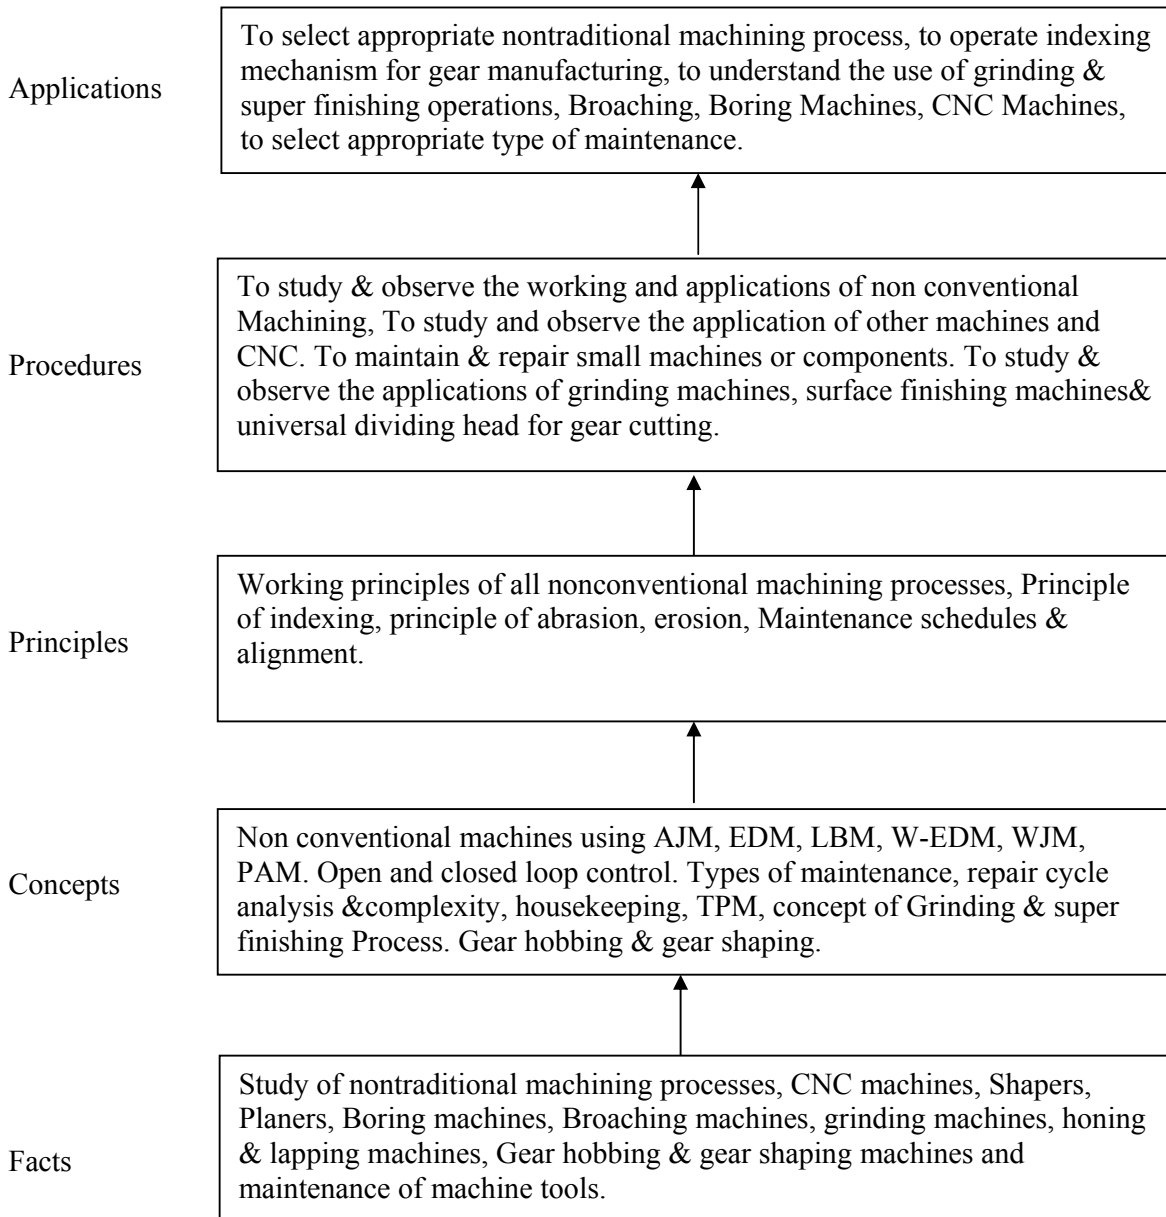 Applications
To select appropriate nontraditional machining process, to operate indexing
mechanism for gear manufacturing, to understand the use of grinding &
super finishing operations, Broaching, Boring Machines, CNC Machines,
to select appropriate type of maintenance.
Procedures
To study & observe the working and applications of non conventional
Machining, To study and observe the application of other machines and
CNC. To maintain & repair small machines or components. To study &
observe the applications of grinding machines, surface finishing machines&
universal dividing head for gear cutting.
Principles
Working principles of all nonconventional machining processes, Principle
of indexing, principle of abrasion, erosion, Maintenance schedules &
alignment.
Concepts
Non conventional machines using AJM, EDM, LBM, W-EDM, WJM,
PAM. Open and closed loop control. Types of maintenance, repair cycle
analysis &complexity, housekeeping, TPM, concept of Grinding & super
finishing Process. Gear hobbing & gear shaping.
Facts
Study of nontraditional machining processes, CNC machines, Shapers,
Planers, Boring machines, Broaching machines, grinding machines, honing
& lapping machines, Gear hobbing & gear shaping machines and
maintenance of machine tools.